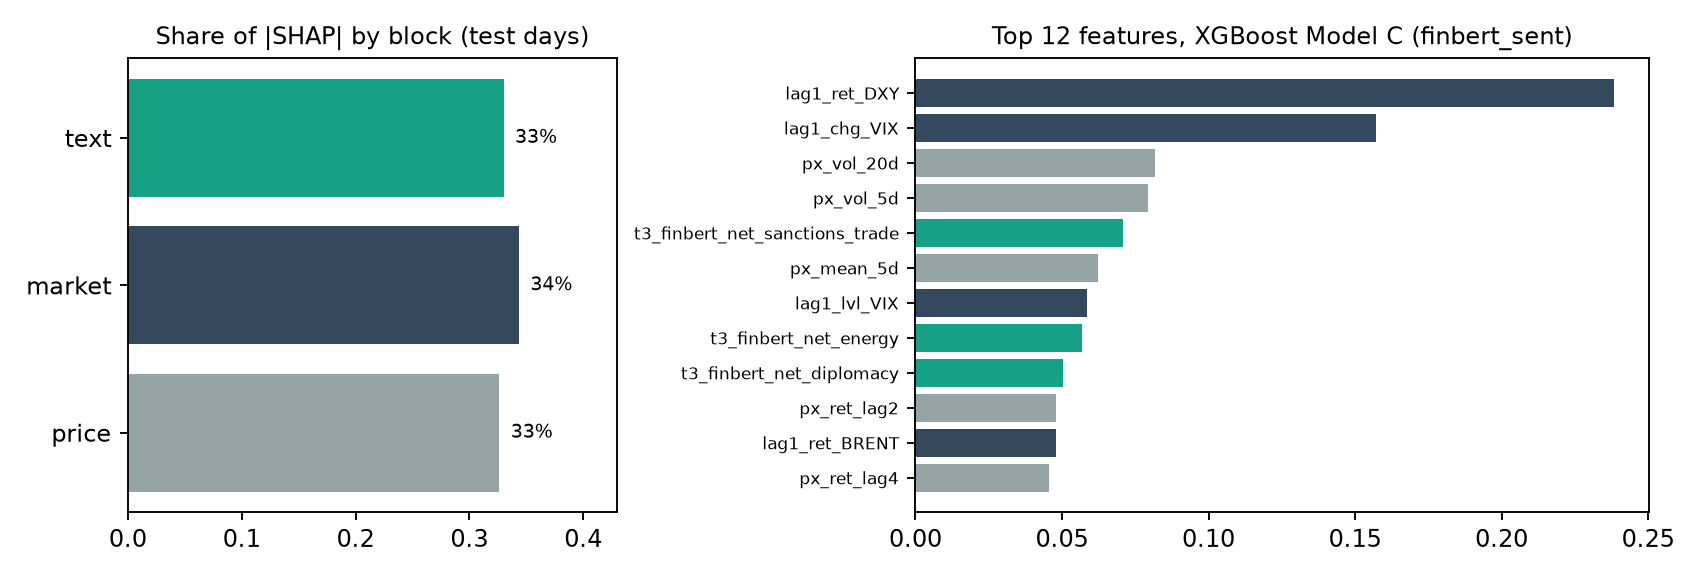 Share of |SHAP| by block (test days)
text
33%
market
34%
price
33%
0.0 0.1 0.2 0.3 0.4
Top 12 features, XGBoost Model C (finbert_sent)
lag1_ret_DXY
lag1_chg_VIX
px_vol_20d
px_vol_5d
t3_finbert_net_sanctions_trade
px_mean_5d
lag1_lvl_VIX
t3_finbert_net_energy
t3_finbert_net_diplomacy
px_ret_lag2
lag1_ret_BRENT
px_ret_lag4
0.00 0.05 0.10 0.15 0.20 0.25